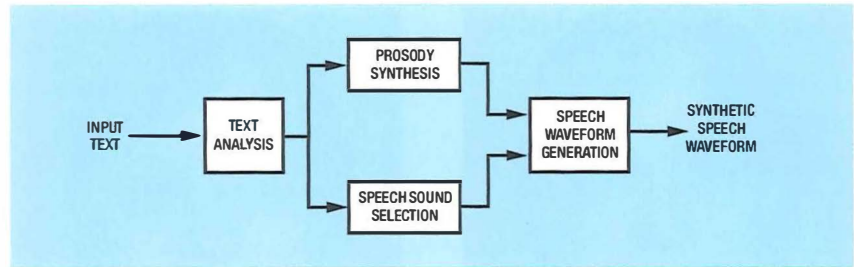 INPUT
TEXT
TEXT
ANALYSIS
PROSODY
SYNTHESIS
SPEECH SOUND
SELECTION
SPEECH
WAVEFORM
GENERATION
SYNTHETIC
SPEECH
WAVEFORM